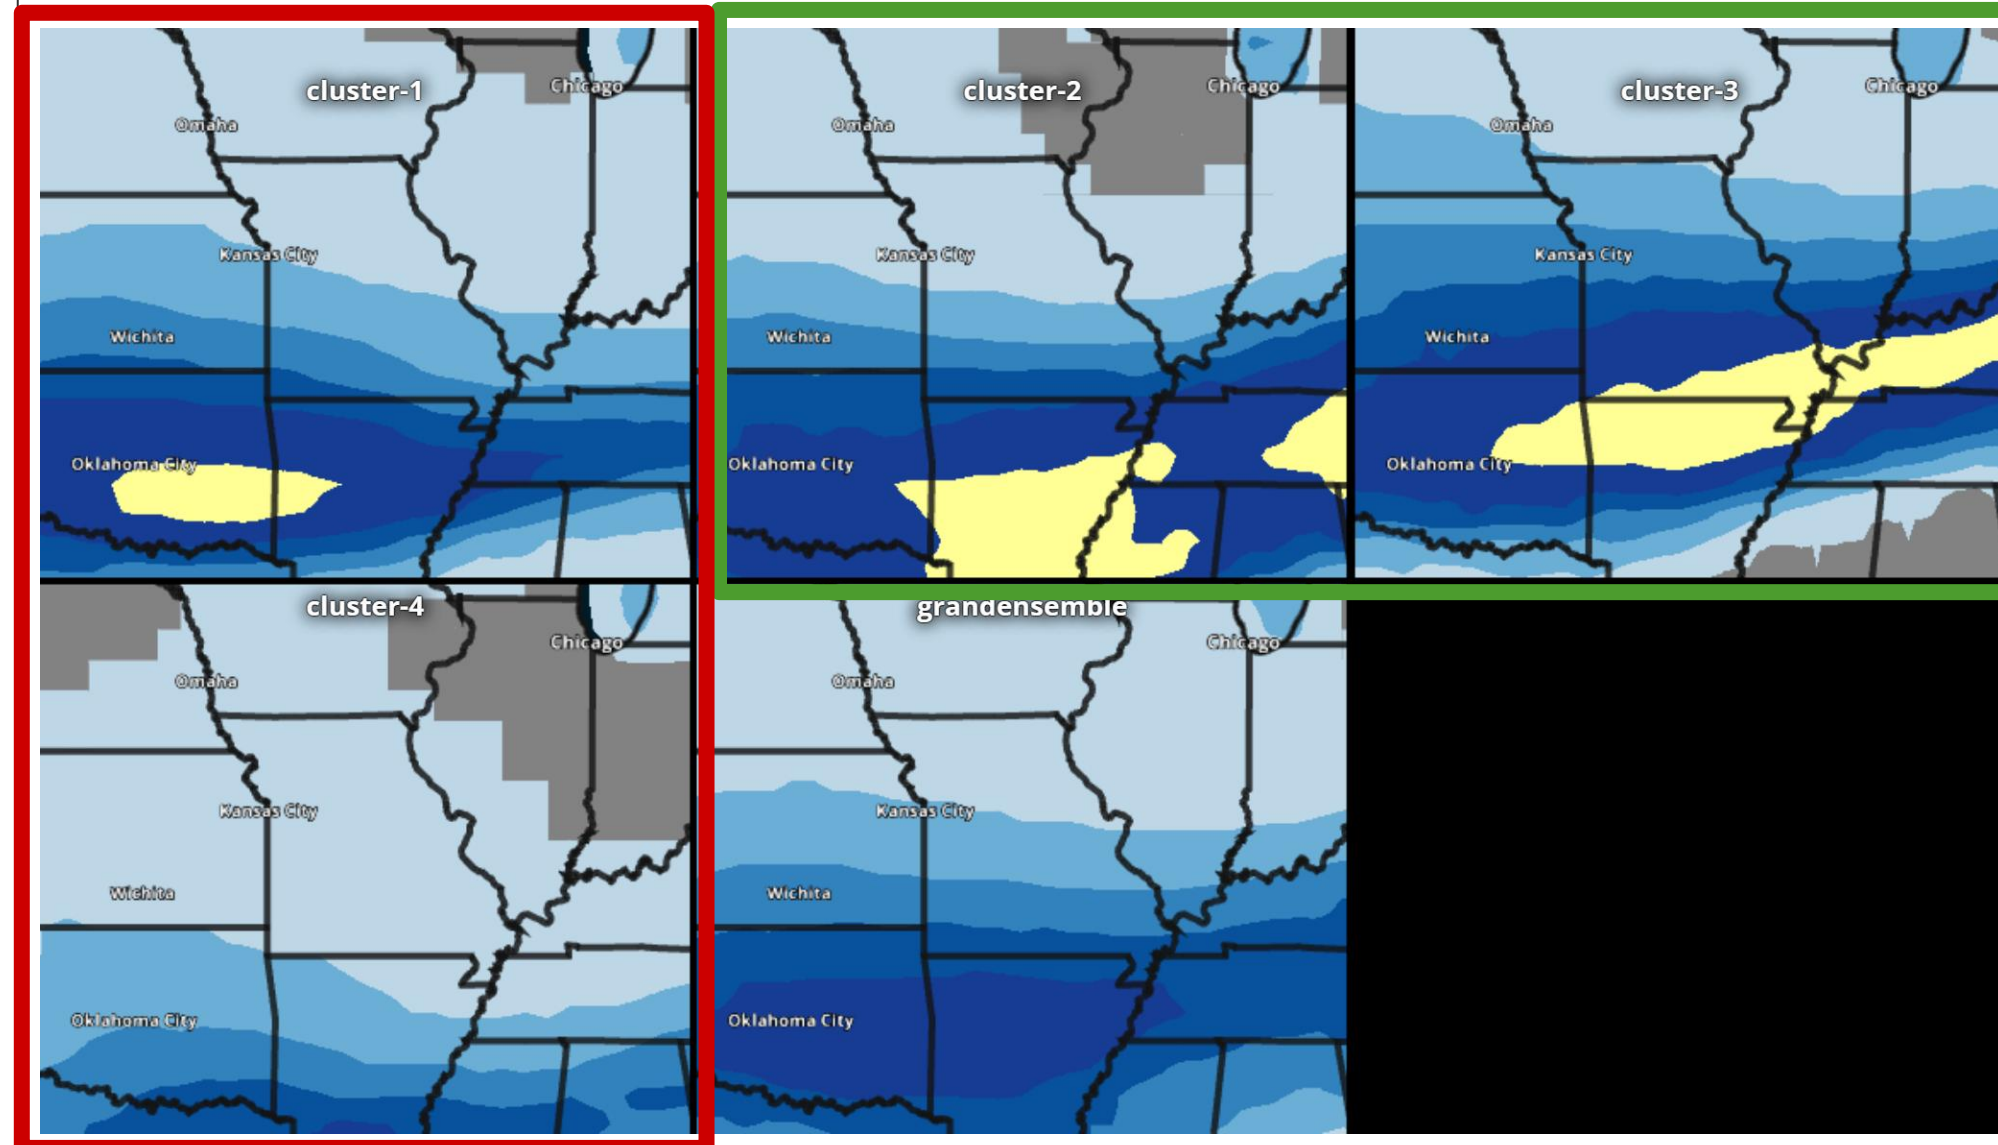 cluster-1
Chicago
Omaha
Kansas City
Wichita
Oklahoma City
cluster-2
Chicago
Omaha
Kansas City
Wichita
Oklahoma City
cluster-3
Chicago
Omaha
Kansas City
Wichita
Oklahoma City
cluster-4
Chicago
Omaha
Kansas City
Wichita
Oklahoma City
grandensemble
Chicago
Omaha
Kansas City
Wichita
Oklahoma City